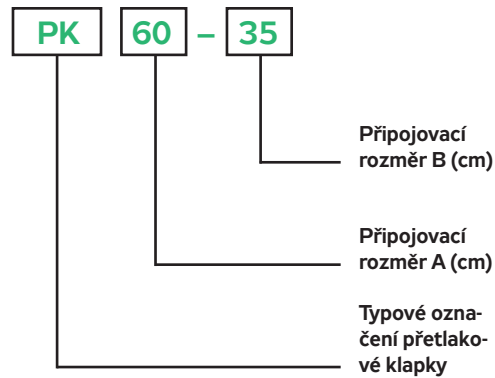 PK 60 – 35
Připojovací
rozměr B (cm)
Připojovací
rozměr A (cm)
Typové ozna-
čení přetlako-
vé klapky